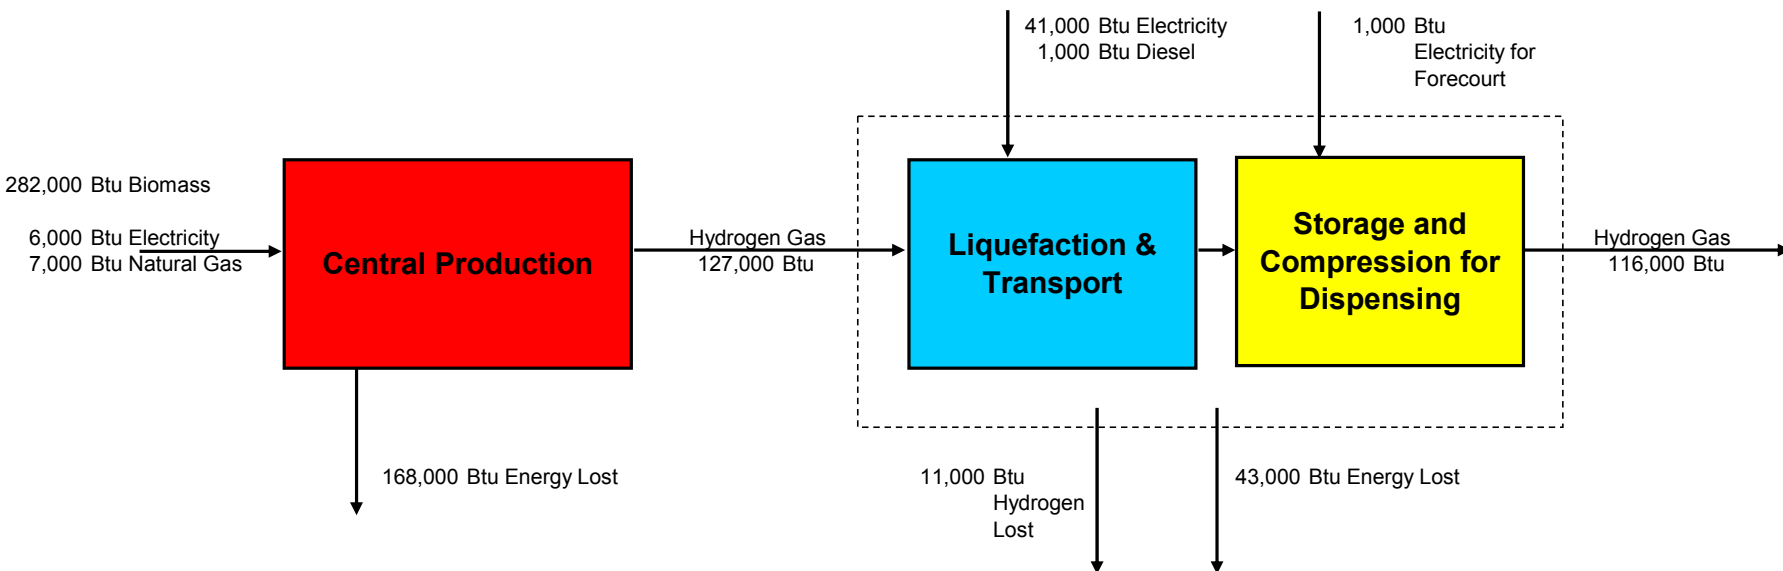 41,000 Btu Electricity
1,000 Btu Diesel
1,000 Btu
Electricity for
Forecourt
282,000 Btu Biomass
6,000 Btu Electricity
7,000 Btu Natural Gas
Central Production
Hydrogen Gas
127,000 Btu
Liquefaction &
Transport
Storage and
Compression for
Dispensing
Hydrogen Gas
116,000 Btu
168,000 Btu Energy Lost
11,000 Btu
Hydrogen
Lost
43,000 Btu Energy Lost